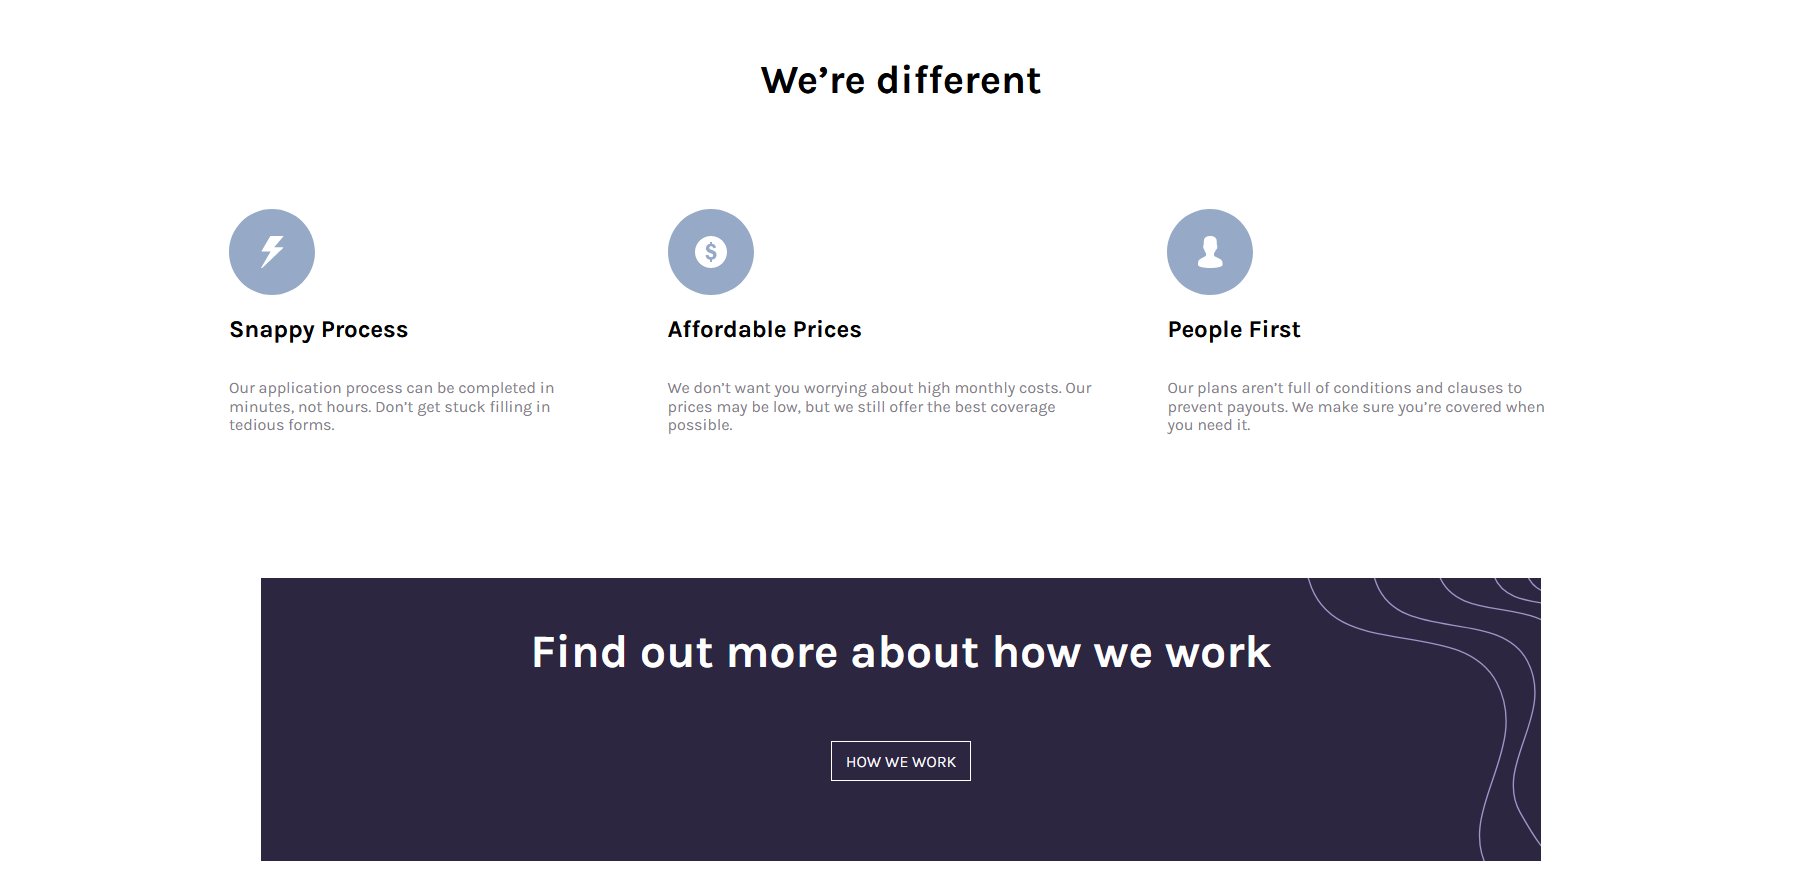 We’re different
$
Snappy Process
Our application process can be completed in
minutes, not hours. Don’t get stuck filling in
tedious forms.
Affordable Prices
We don’t want you worrying about high monthly costs. Our
prices may be low, but we still offer the best coverage
possible.
People First
Our plans aren’t full of conditions and clauses to
prevent payouts. We make sure you’re covered when
you need it.
Find out more about how we work
HOW WE WORK